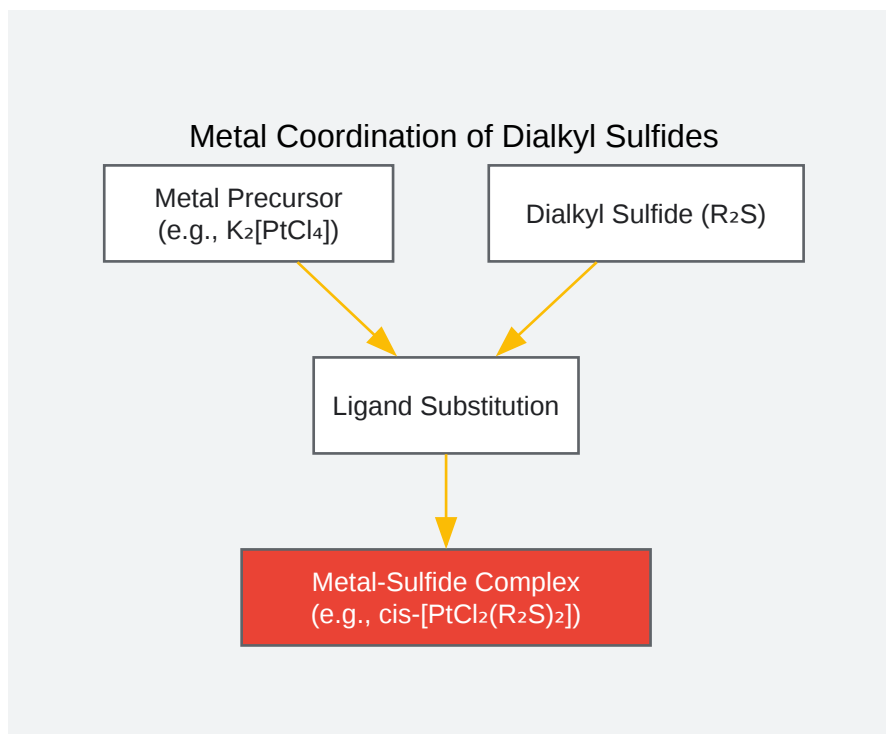 Metal Coordination of Dialkyl Sulfides
Metal Precursor
(e.g., K₂[PtCl₄])
Dialkyl Sulfide (R₂S)
Ligand Substitution
Metal-Sulfide Complex
(e.g., cis-[PtCl₂(R₂S)₂])